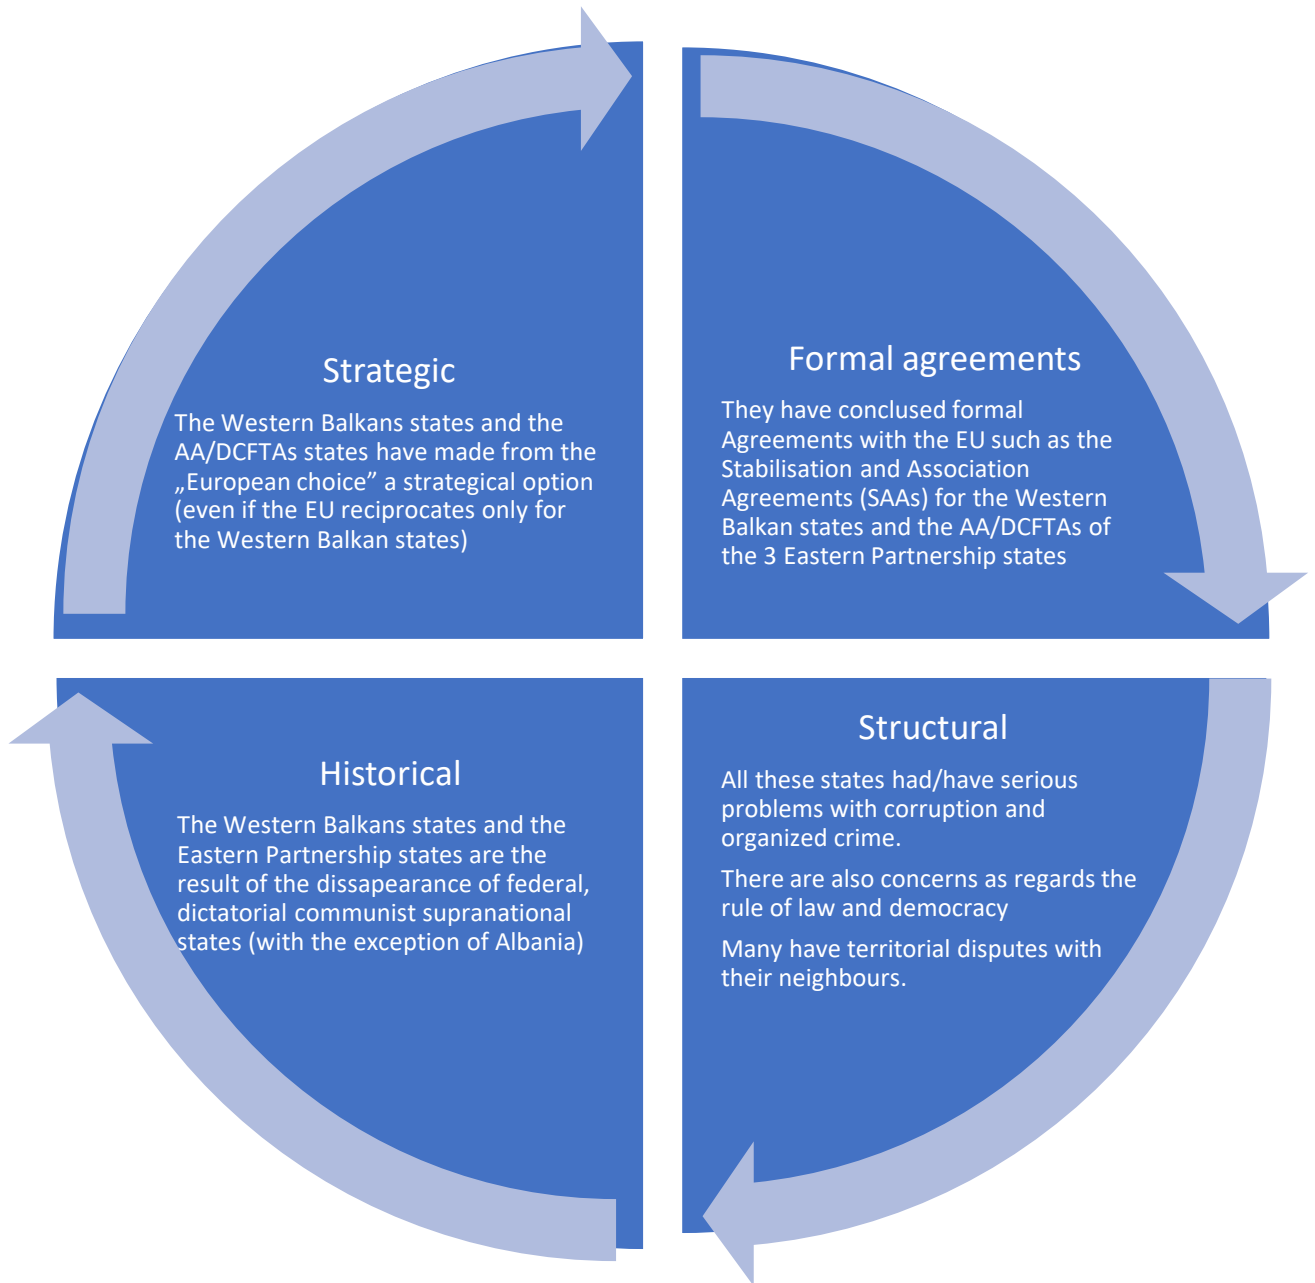 Strategic
The Western Balkans states and the
AA/DCFTAs states have made from the
„European choice” a strategical option
(even if the EU reciprocates only for
the Western Balkan states)
Formal agreements
They have conclused formal
Agreements with the EU such as the
Stabilisation and Association
Agreements (SAAs) for the Western
Balkan states and the AA/DCFTAs of
the 3 Eastern Partnership states
Historical
The Western Balkans states and the
Eastern Partnership states are the
result of the dissapearance of federal,
dictatorial communist supranational
states (with the exception of Albania)
Structural
All these states had/have serious
problems with corruption and
organized crime.
There are also concerns as regards the
rule of law and democracy
Many have territorial disputes with
their neighbours.